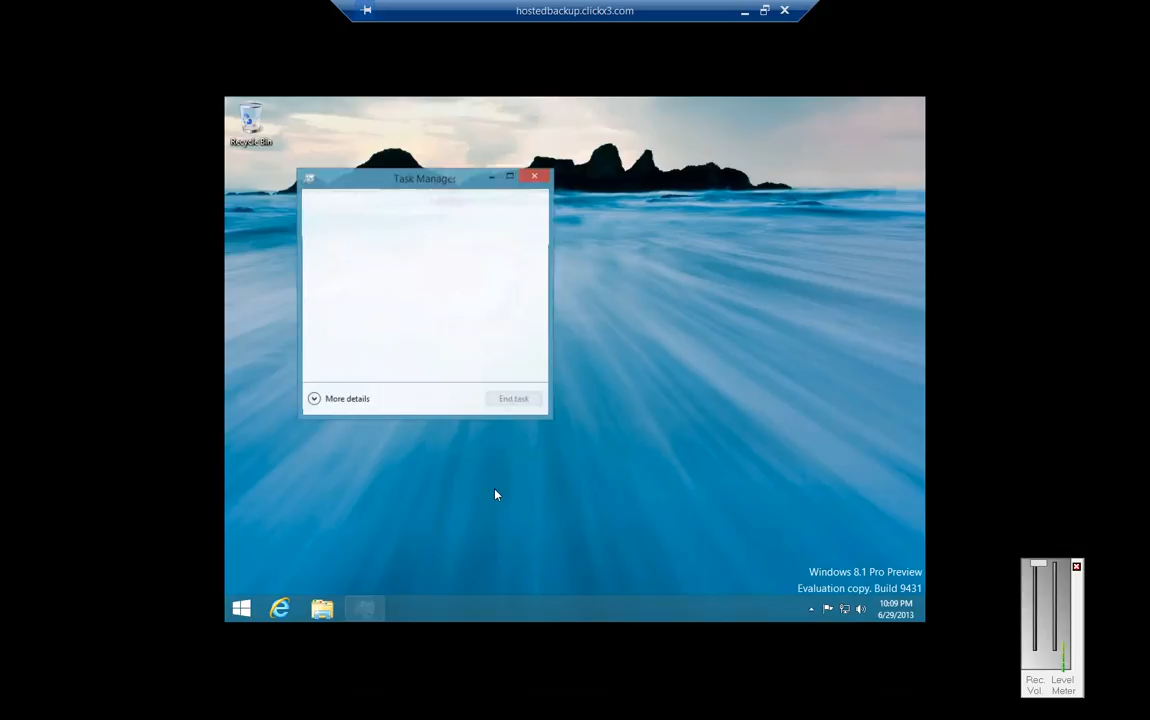 hostedbackup.clickx3.com
Recycle Bin
Task Manager
More details
End task
Windows 8.1 Pro Preview
Evaluation copy. Build 9431
10:09 PM
6/29/2013
Rec. Level
Vol. Meter